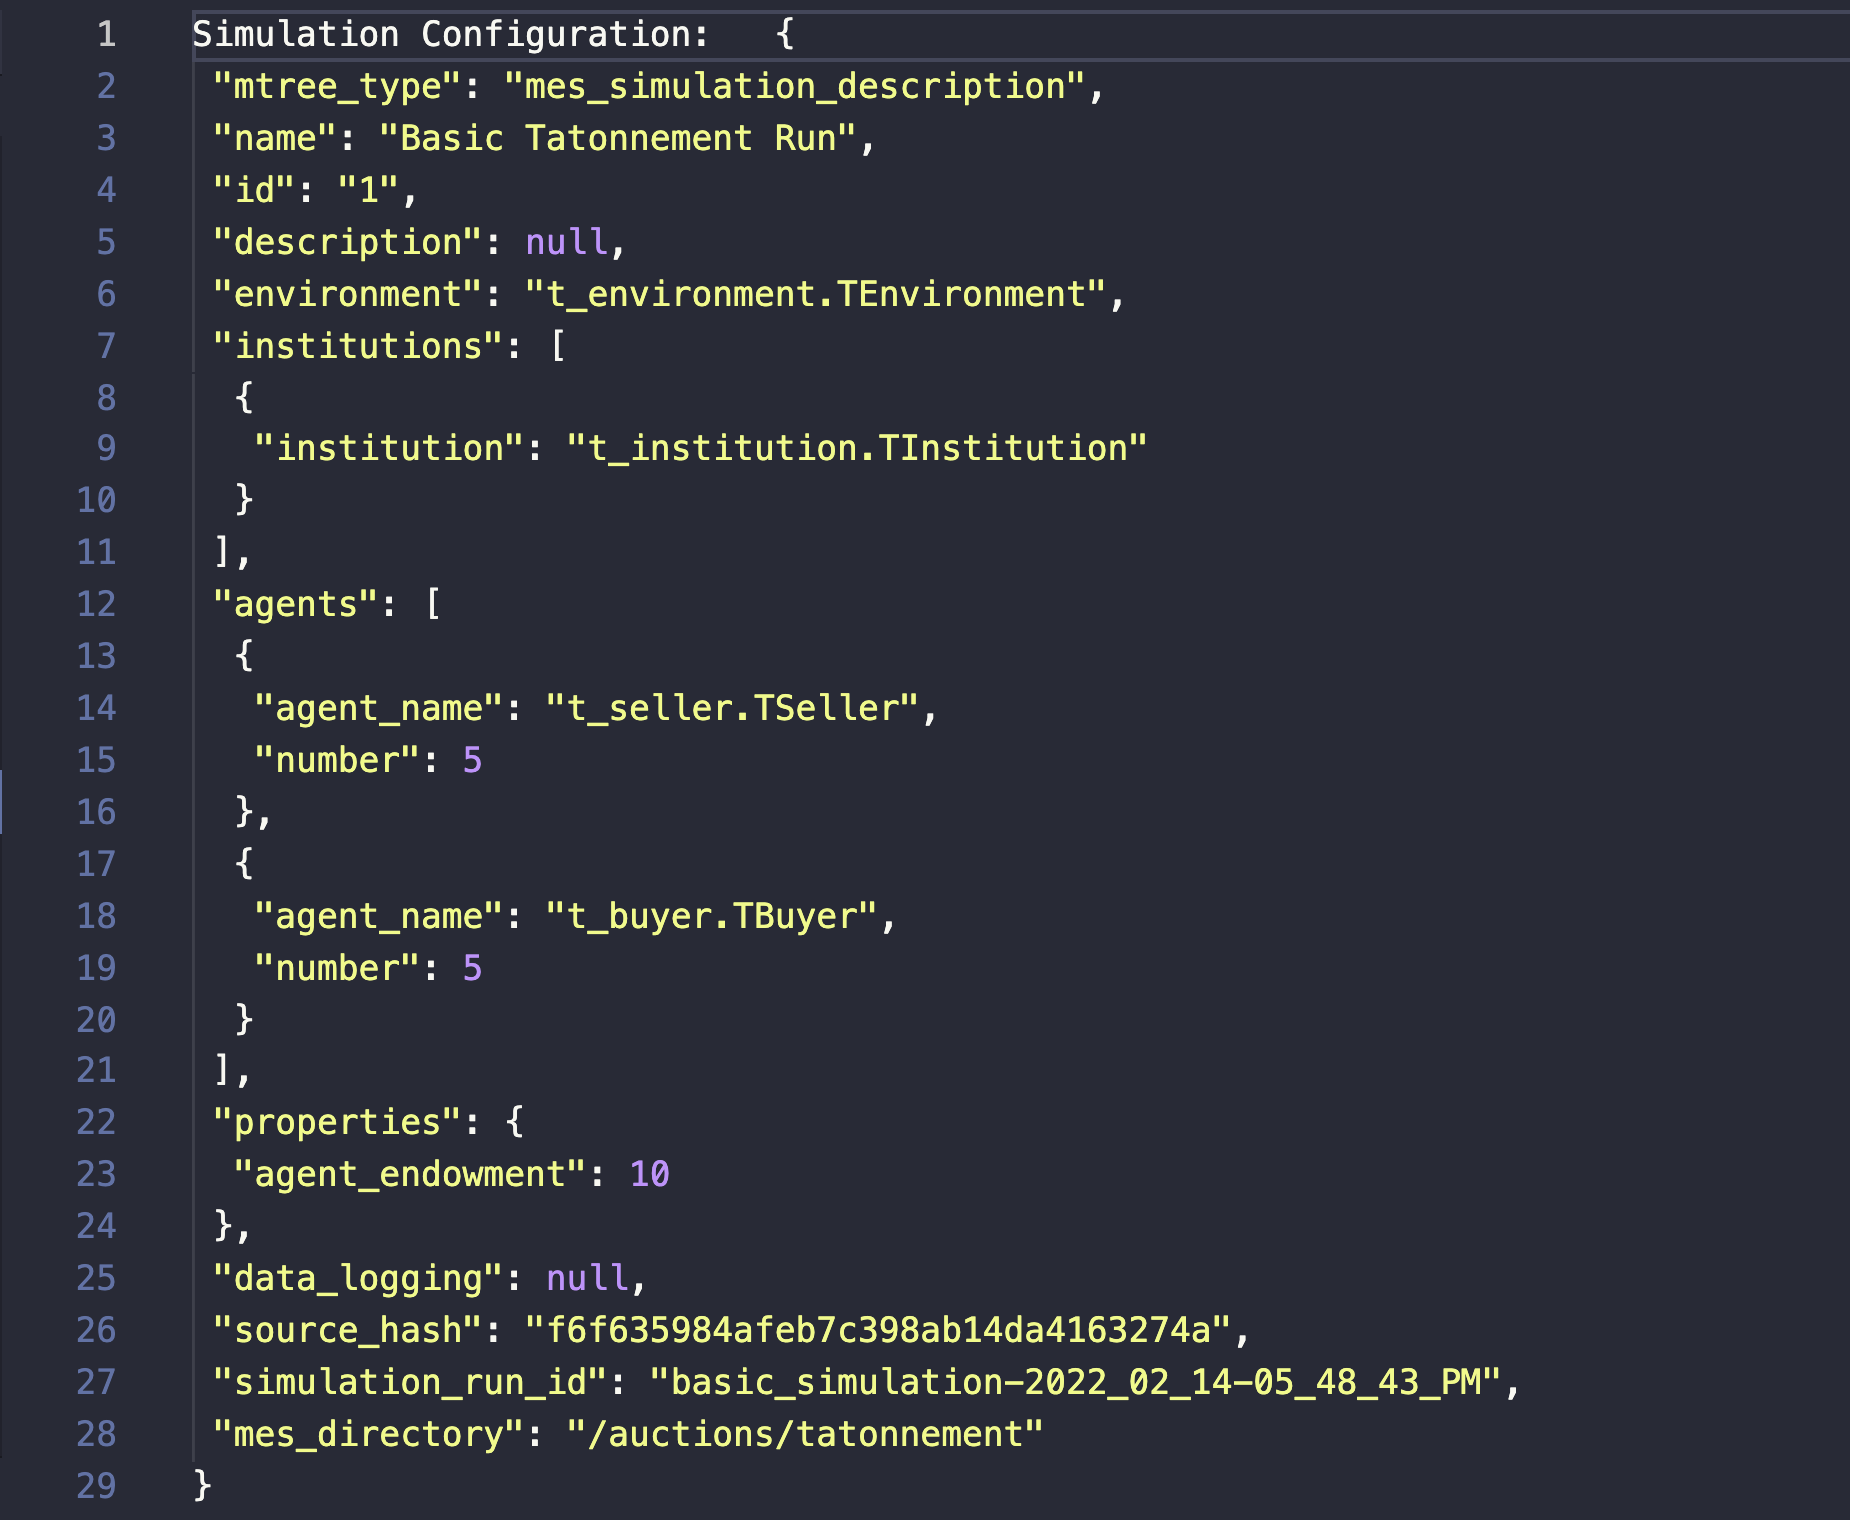 1 Simulation Configuration:   {
2  "mtree_type": "mes_simulation_description",
3  "name": "Basic Tatonnement Run",
4  "id": "1",
5  "description": null,
6  "environment": "t_environment.TEnvironment",
7  "institutions": [
8   {
9    "institution": "t_institution.TInstitution"
10   }
11  ],
12  "agents": [
13   {
14    "agent_name": "t_seller.TSeller",
15    "number": 5
16   },
17   {
18    "agent_name": "t_buyer.TBuyer",
19    "number": 5
20   }
21  ],
22  "properties": {
23   "agent_endowment": 10
24  },
25  "data_logging": null,
26  "source_hash": "f6f635984afeb7c398ab14da4163274a",
27  "simulation_run_id": "basic_simulation-2022_02_14-05_48_43_PM",
28  "mes_directory": "/auctions/tatonnement"
29 }